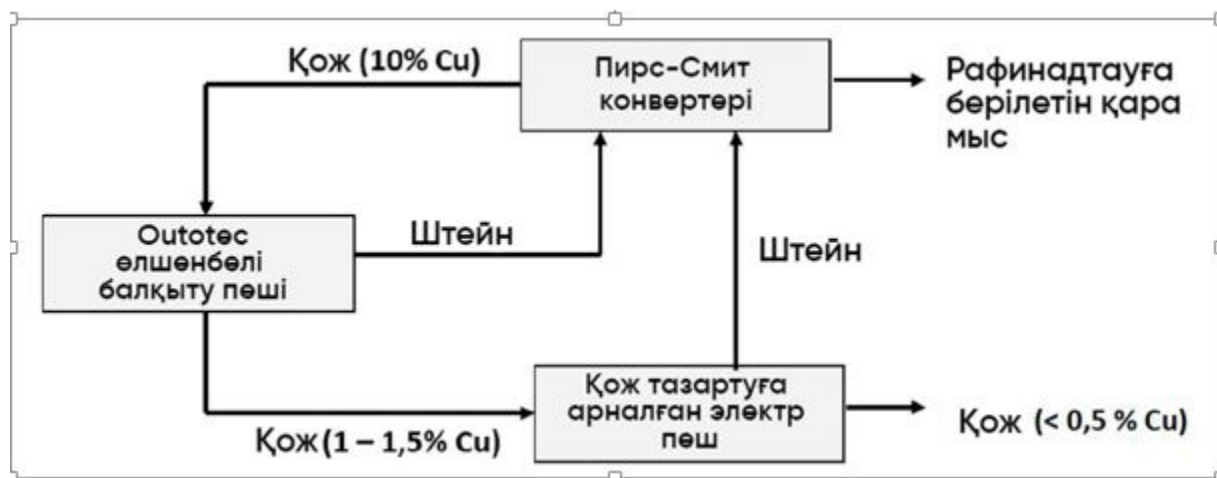 Қож (10% Cu)
Пирс-Смит
конвертері
Рафинадтауға
берілетін қара
мыс
Outotec
өлшенбелі
балқыту пеші
Штейн
Штейн
Қож тазартуға
арналған электр
пеш
Қож(1 – 1,5% Cu)
Қож (< 0,5 % Cu)